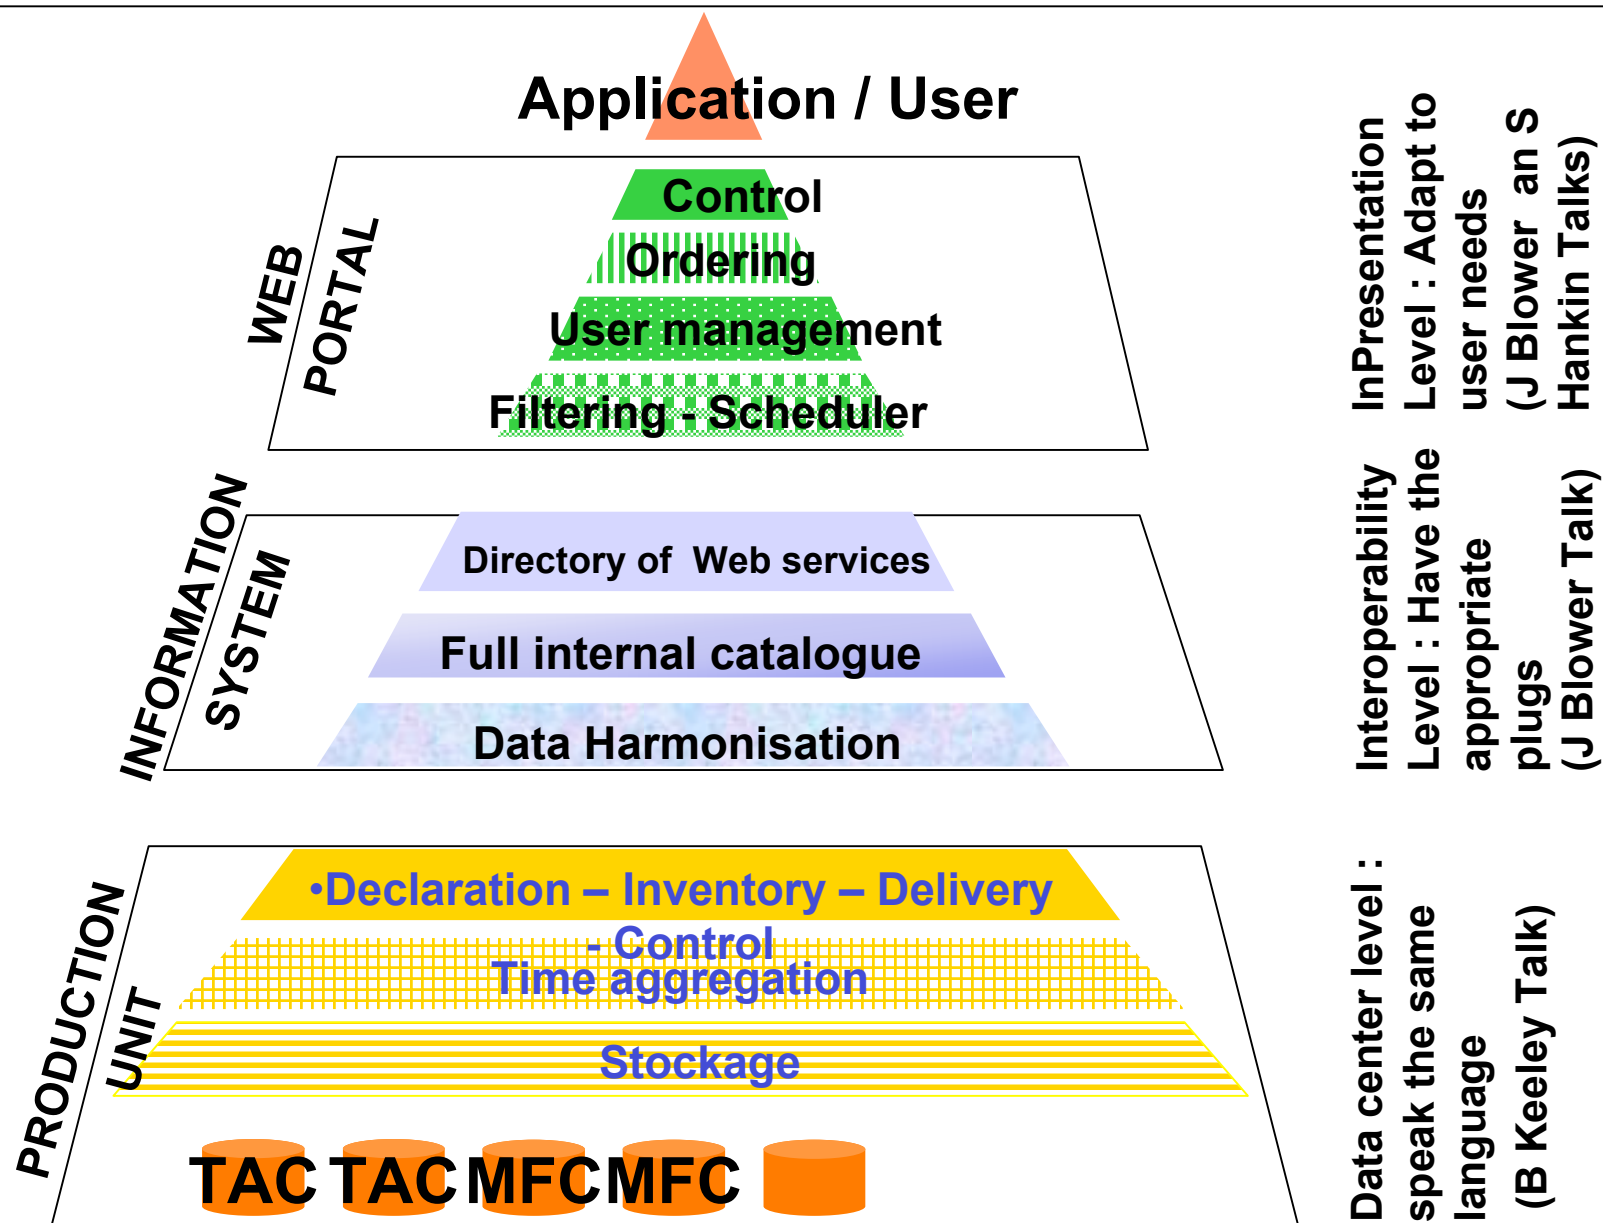 Application / User
WEB
PORTAL
Control
Ordering
User management
Filtering - Scheduler
InPresentation
Level : Adapt to
user needs
(J Blower an S
Hankin Talks)
INFORMATION
SYSTEM
Directory of Web services
Full internal catalogue
Data Harmonisation
Interoperability
Level : Have the
appropriate
plugs
(J Blower Talk)
PRODUCTION
UNIT
•Declaration – Inventory – Delivery
- Control
Time aggregation
Stockage
TAC TAC MFC MFC
Data center level :
speak the same
language
(B Keeley Talk)